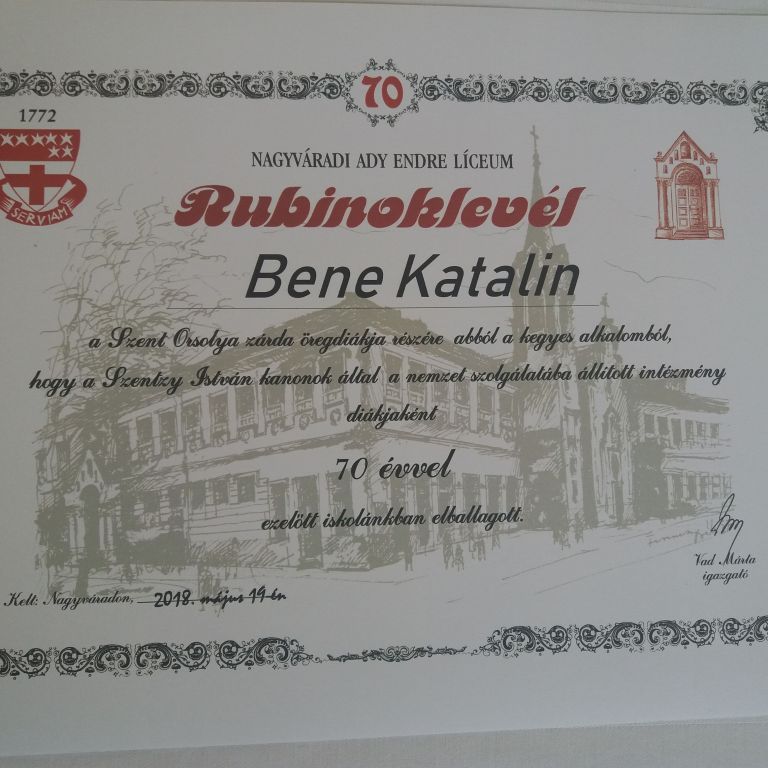 70
1772
SERVIAM
NAGYVÁRADI ADY ENDRE LÍCEUM
Rubinoklevél
Bene Katalin
a Szent Orsolya zárda öregdiákja részére abból a kegyes alkalomból,
hogy a Szentzy István kanonok által a nemzet szolgálatába állított intézmény
diákjaként
70 évvel
ezelőtt iskolánkban elballagott.
Vad Márta
igazgató
Kelt: Nagyváradon, 2018. május 19-én